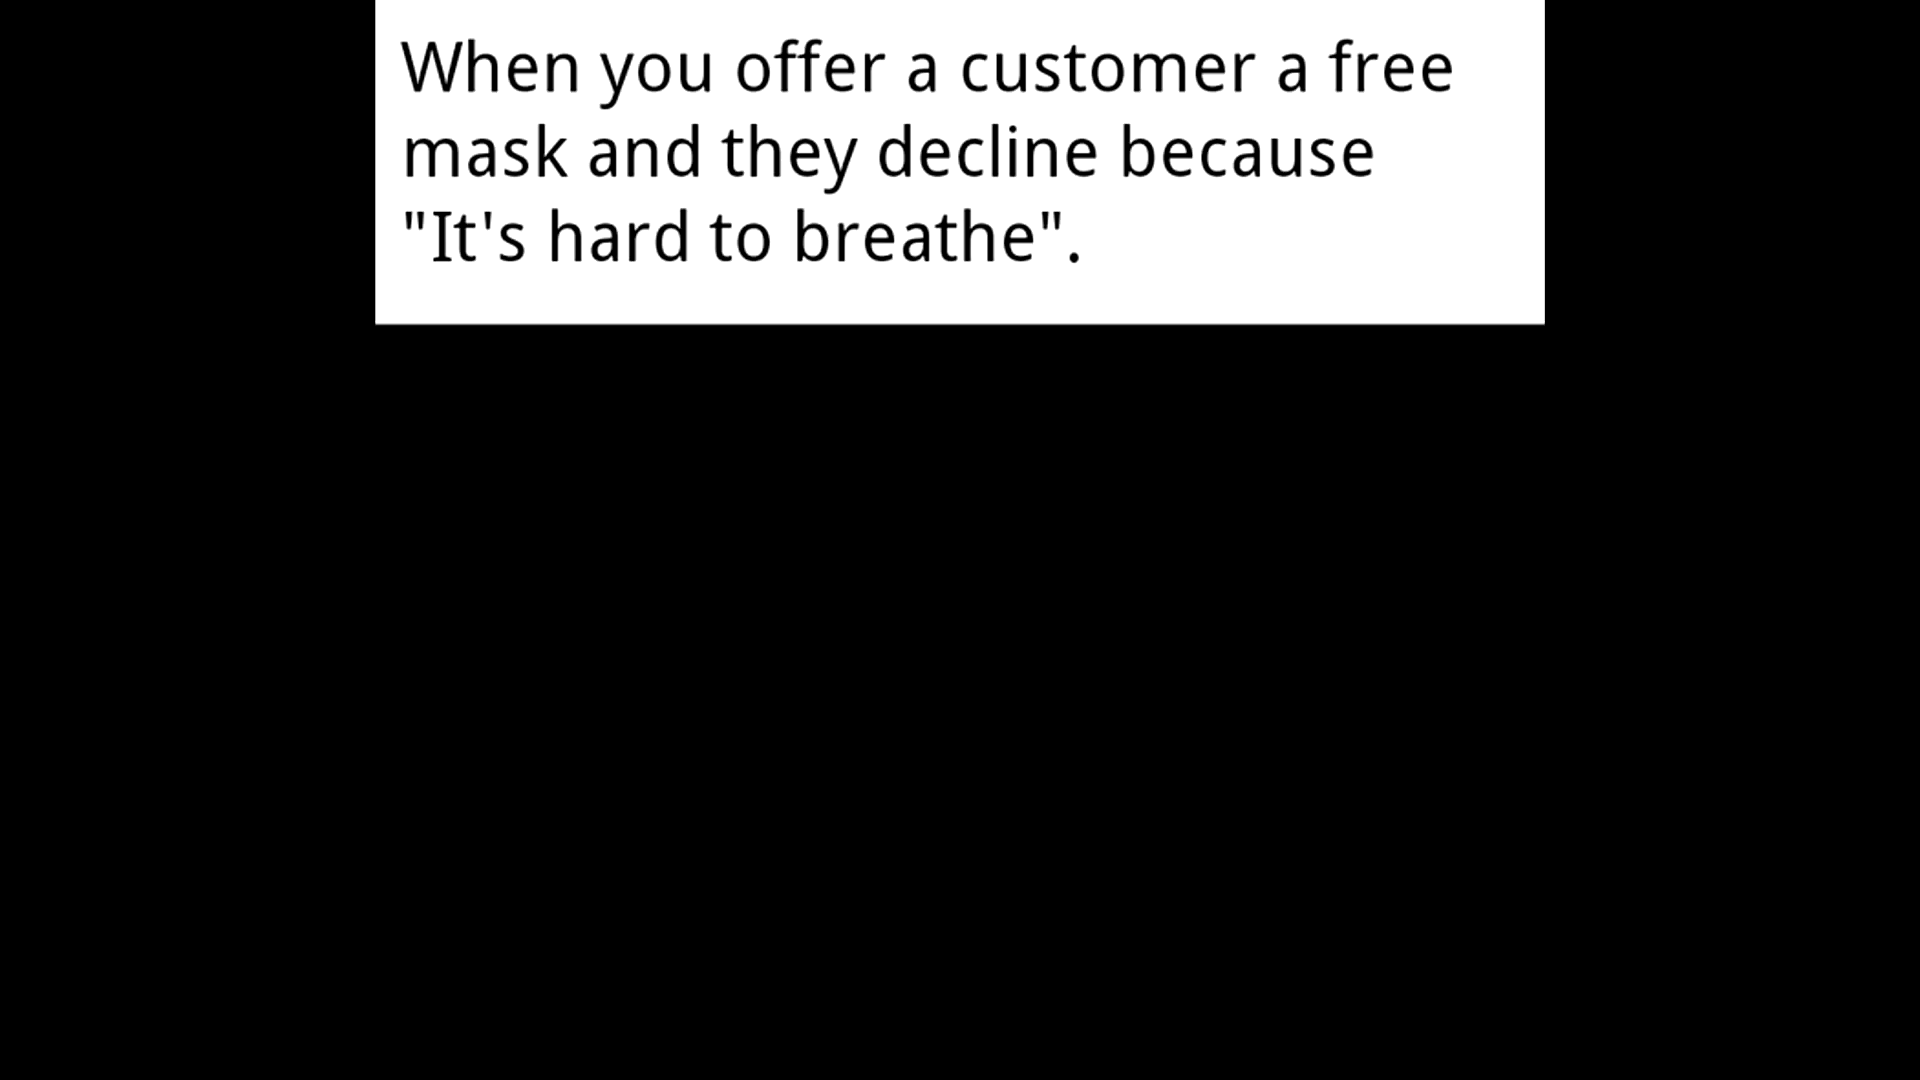 When you offer a customer a free
mask and they decline because
"It's hard to breathe".